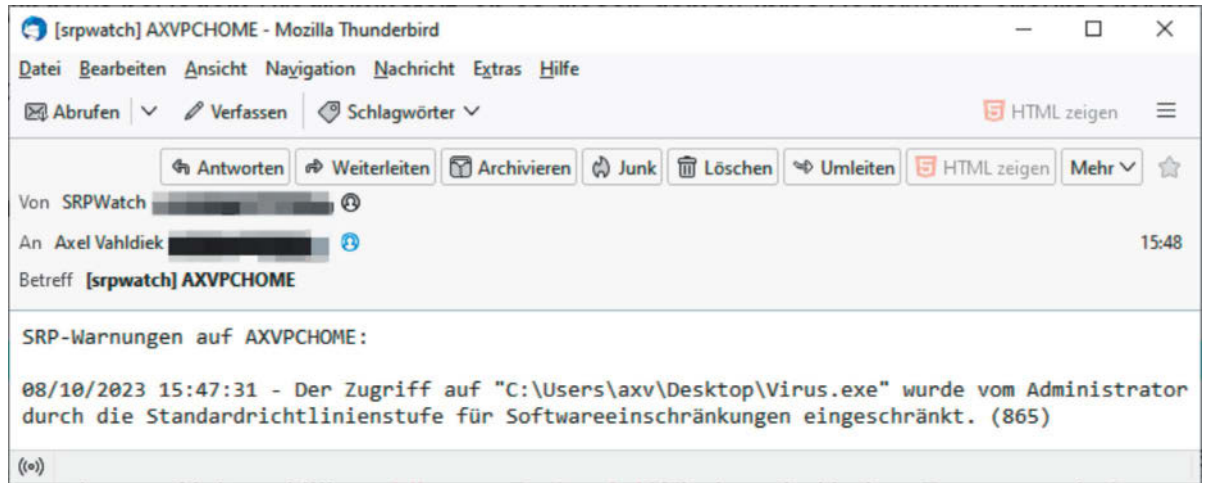 [srpwatch] AXVPCHOME - Mozilla Thunderbird
Datei Bearbeiten Ansicht Navigation Nachricht Extras Hilfe
Abrufen Verfassen Schlagwörter HTML zeigen
Antworten Weiterleiten Archivieren Junk Löschen Umleiten HTML zeigen Mehr
Von SRPWatch
An Axel Vahldiek 15:48
Betreff [srpwatch] AXVPCHOME
SRP-Warnungen auf AXVPCHOME:
08/10/2023 15:47:31 - Der Zugriff auf "C:\Users\axv\Desktop\Virus.exe" wurde vom Administrator
durch die Standardrichtlinienstufe für Softwareeinschränkungen eingeschränkt. (865)